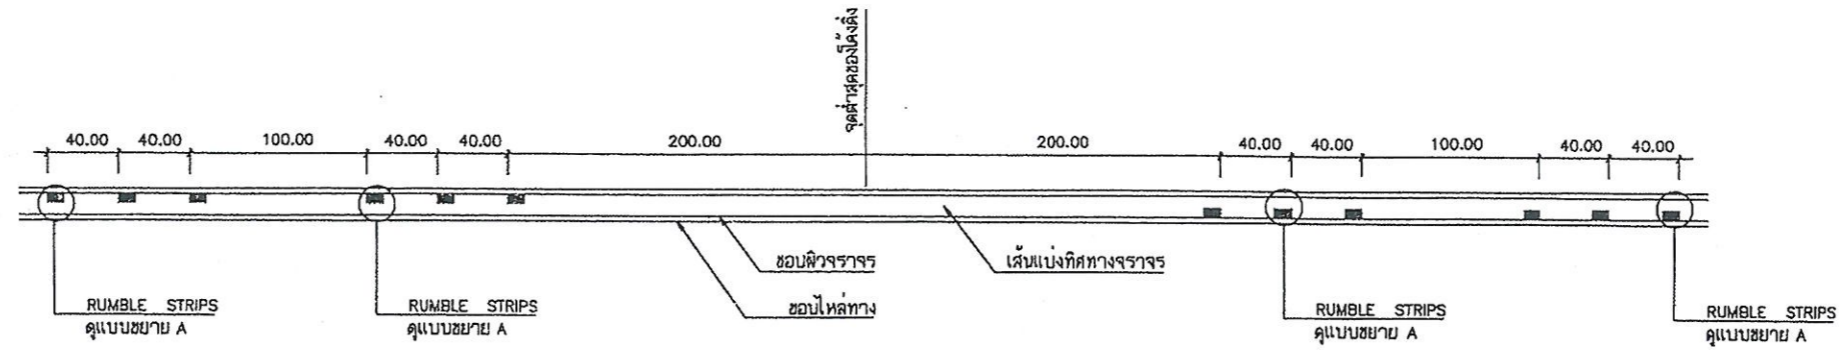 จุดต่ำสุดของโค้งดิ่ง
40.00 40.00 100.00 40.00 40.00 200.00 200.00 40.00 40.00 100.00 40.00 40.00
ขอบผิวจราจร
เส้นแบ่งทิศทางจราจร
ขอบไหล่ทาง
RUMBLE STRIPS
ดูแบบขยาย A
RUMBLE STRIPS
ดูแบบขยาย A
RUMBLE STRIPS
ดูแบบขยาย A
RUMBLE STRIPS
ดูแบบขยาย A